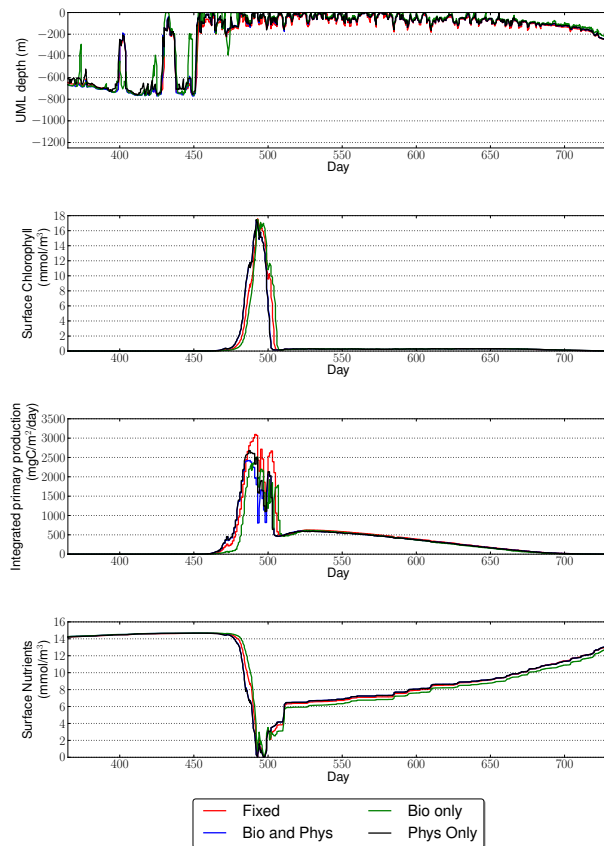 0
−200
−400
−600
−800
−1000
−1200
UML depth (m)
400 450 500 550 600 650 700
Day
18
16
14
12
10
8
6
4
2
0
Surface Chlorophyll
(mmol/m³)
400 450 500 550 600 650 700
Day
3500
3000
2500
2000
1500
1000
500
0
Integrated primary production
(mgC/m²/day)
400 450 500 550 600 650 700
Day
16
14
12
10
8
6
4
2
0
Surface Nutrients
(mmol/m³)
400 450 500 550 600 650 700
Day
Fixed Bio only
Bio and Phys Phys Only